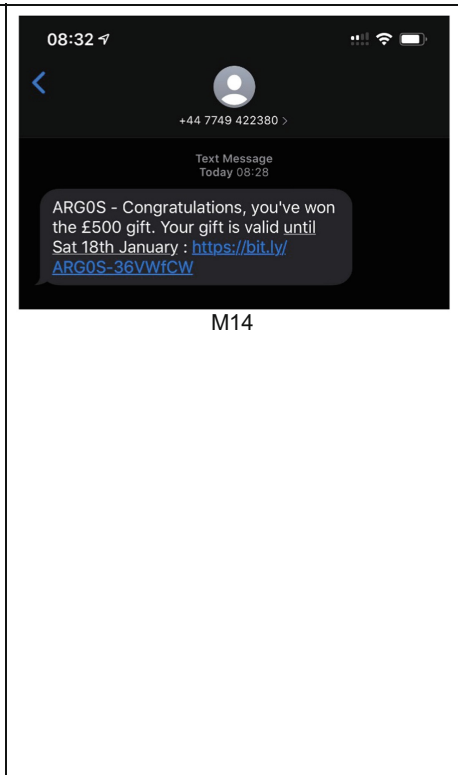 08:32
+44 7749 422380 >
Text Message
Today 08:28
ARG0S - Congratulations, you've won
the £500 gift. Your gift is valid until
Sat 18th January : https://bit.ly/
ARG0S-36VWfCW
M14